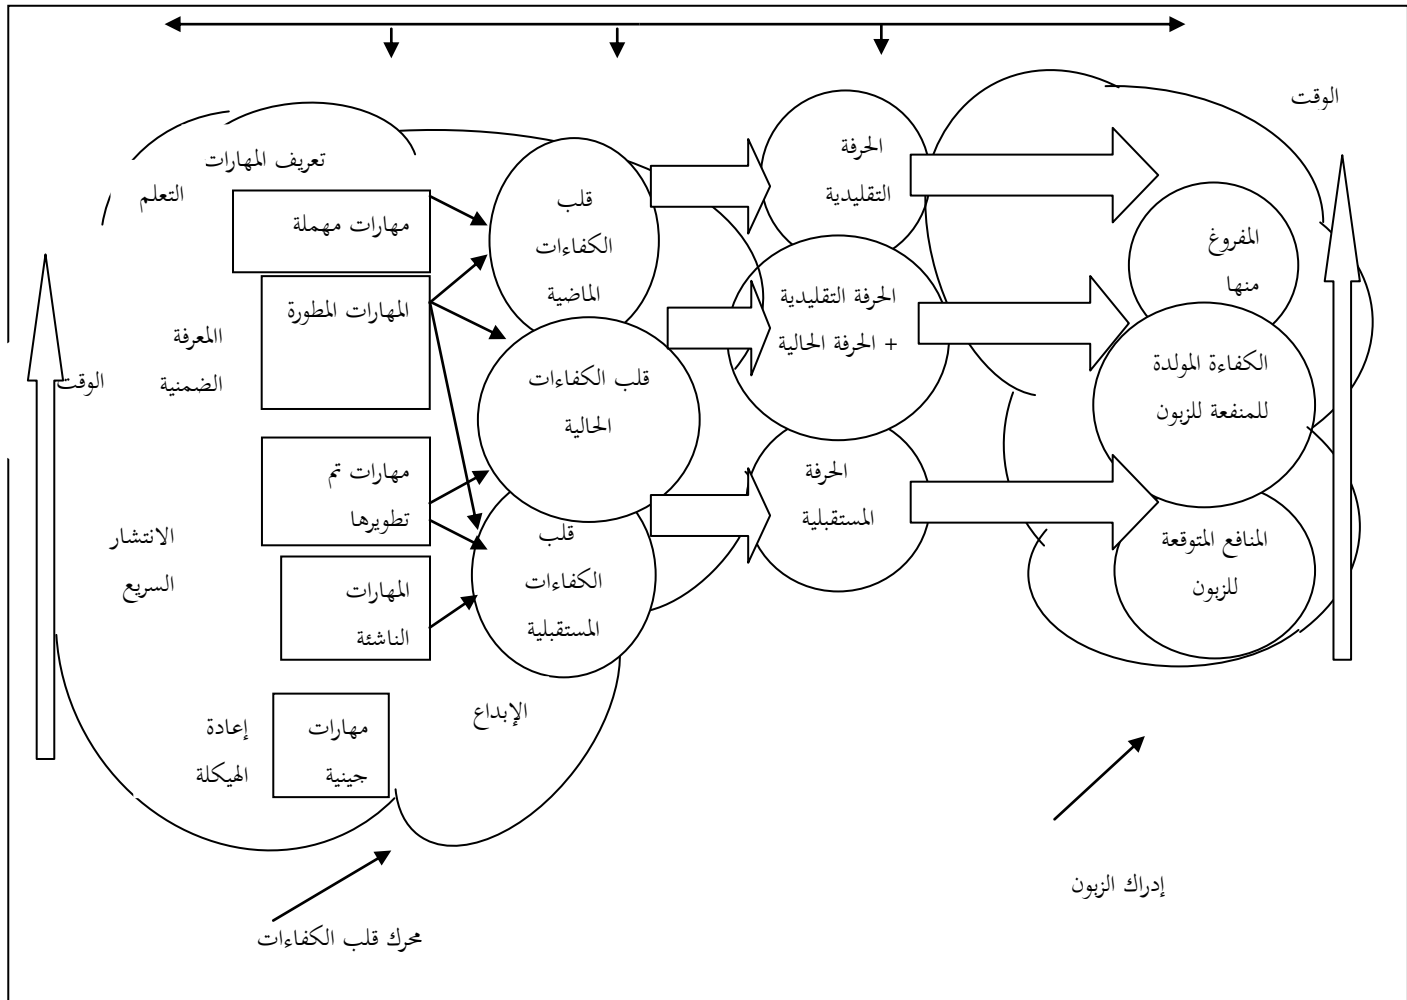 الوقت
تعريف المهارات
التعلم
مهارات مهملة
المهارات المطورة
االمعرفة
الضمنية
الوقت
مهارات تم
تطويرها
الانتشار
السريع
المهارات
الناشئة
مهارات
جينية
إعادة
الهيكلة
الإبداع
قلب
الكفاءات
الماضية
قلب الكفاءات
الحالية
قلب
الكفاءات
المستقبلية
الحرفة
التقليدية
الحرفة التقليدية
+ الحرفة الحالية
الحرفة
المستقبلية
المفروغ
منها
الكفاءة المولدة
للمنفعة للزبون
المنافع المتوقعة
للزبون
إدراك الزبون
محرك قلب الكفاءات